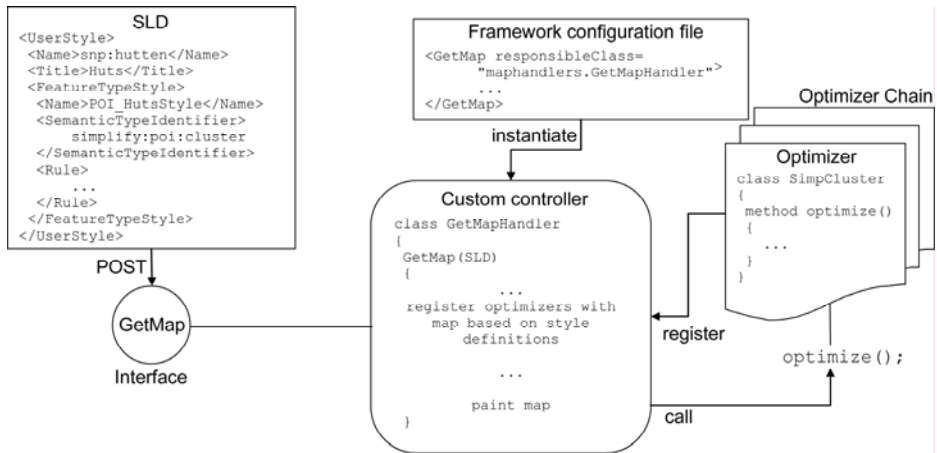 SLD
<UserStyle>
<Name>snp:hutten</Name>
<Title>Huts</Title>
<FeatureTypeStyle>
<Name>POI_HutsStyle</Name>
<SemanticTypeIdentifier>
simplify:poi:cluster
</SemanticTypeIdentifier>
<Rule>
...
</Rule>
</FeatureTypeStyle>
</UserStyle>
POST
GetMap
Interface
Framework configuration file
<GetMap responsibleClass=
"maphandlers.GetMapHandler">
...
</GetMap>
instantiate
Custom controller
class GetMapHandler
{
GetMap(SLD)
{
...
register optimizers with
map based on style
definitions
...
paint map
}
Optimizer Chain
Optimizer
class SimpCluster
{
method optimize()
{
...
}
}
register
optimize();
call